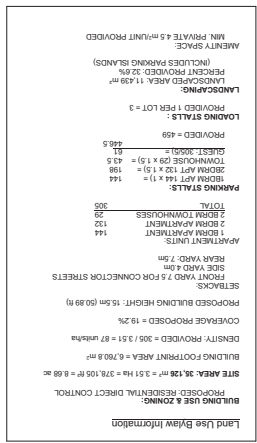 Land Use Bylaw Information
BUILDING USE & ZONING:
PROPOSED: RESIDENTIAL DIRECT CONTROL
SITE AREA: 35,126 m² = 3.51 Ha = 378,105 ft² = 8.68 ac
BUILDING FOOTPRINT AREA = 6,760.8 m²
COVERAGE PROPOSED = 19.2%
DENSITY: PROVIDED = 305 / 3.51 = 87 units/ha
PROPOSED BUILDING HEIGHT: 15.5m (50.89 ft)
SETBACKS:
FRONT YARD 7.5 FOR CONNECTOR STREETS
SIDE YARD 4.0m
REAR YARD: 7.5m
APARTMENT UNITS:
1 BDRM APARTMENT 144
2 BDRM APARTMENT 132
2 BDRM TOWNHOUSES 29
TOTAL 305
PARKING STALLS:
1BDRM APT 144 x 1) = 144
2BDRM APT 132 x 1.5) = 198
TOWNHOUSE (29 x 1.5) = 43.5
GUEST: 305/5) = 61
446.5
PROVIDED = 459
LOADING STALLS :
PROVIDED 1 PER LOT = 3
LANDSCAPING:
LANDSCAPED AREA: 11,439 m²
PERCENT PROVIDED: 32.6%
(INCLUDES PARKING ISLANDS)
AMENITY SPACE:
MIN. PRIVATE 4.5 m²/UNIT PROVIDED